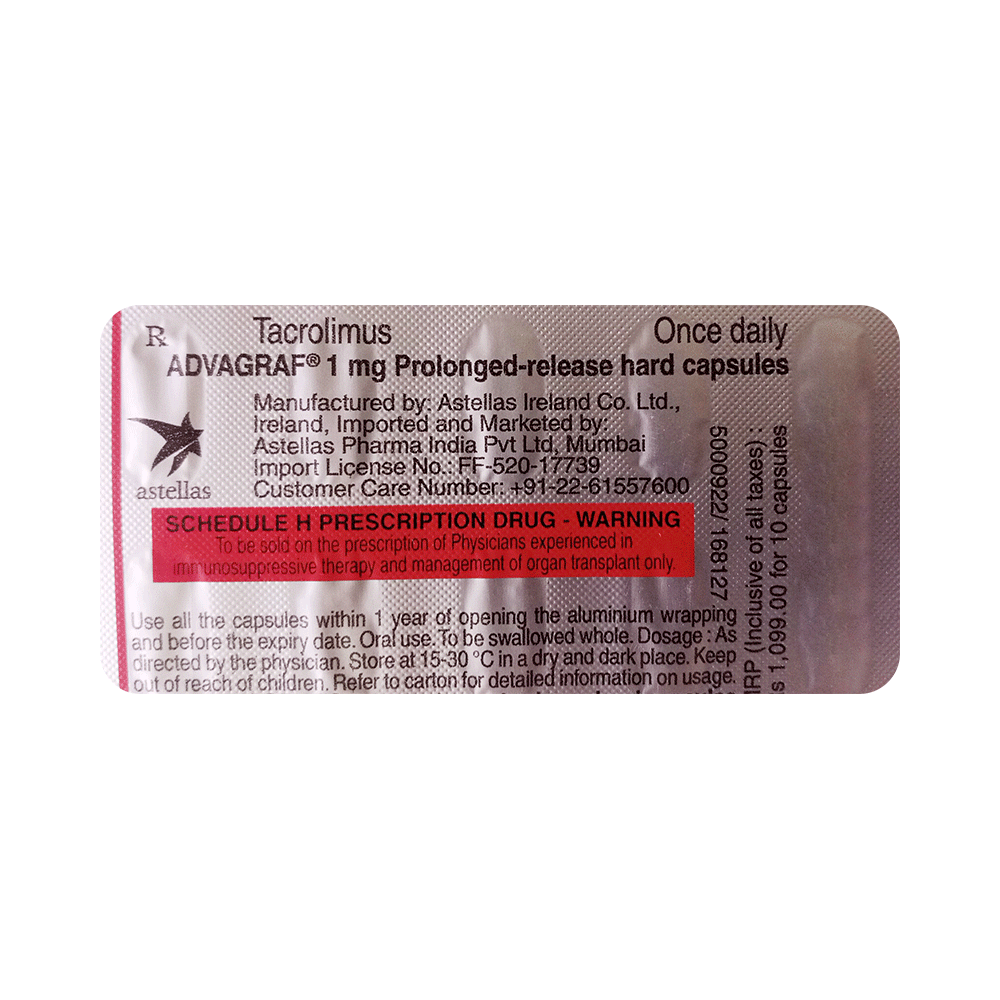 Rx Tacrolimus Once daily
ADVAGRAF® 1 mg Prolonged-release hard capsules
Manufactured by: Astellas Ireland Co. Ltd.,
Ireland, Imported and Marketed by:
Astellas Pharma India Pvt Ltd, Mumbai
Import License No.: FF-520-17739
Customer Care Number: +91-22-61557600
astellas
SCHEDULE H PRESCRIPTION DRUG - WARNING
To be sold on the prescription of Physicians experienced in
immunosuppressive therapy and management of organ transplant only.
Use all the capsules within 1 year of opening the aluminium wrapping
and before the expiry date. Oral use. To be swallowed whole. Dosage : As
directed by the physician. Store at 15-30 °C in a dry and dark place. Keep
out of reach of children. Refer to carton for detailed information on usage.
50000922/168127
(Inclusive of all taxes) :
1,099.00 for 10 capsules